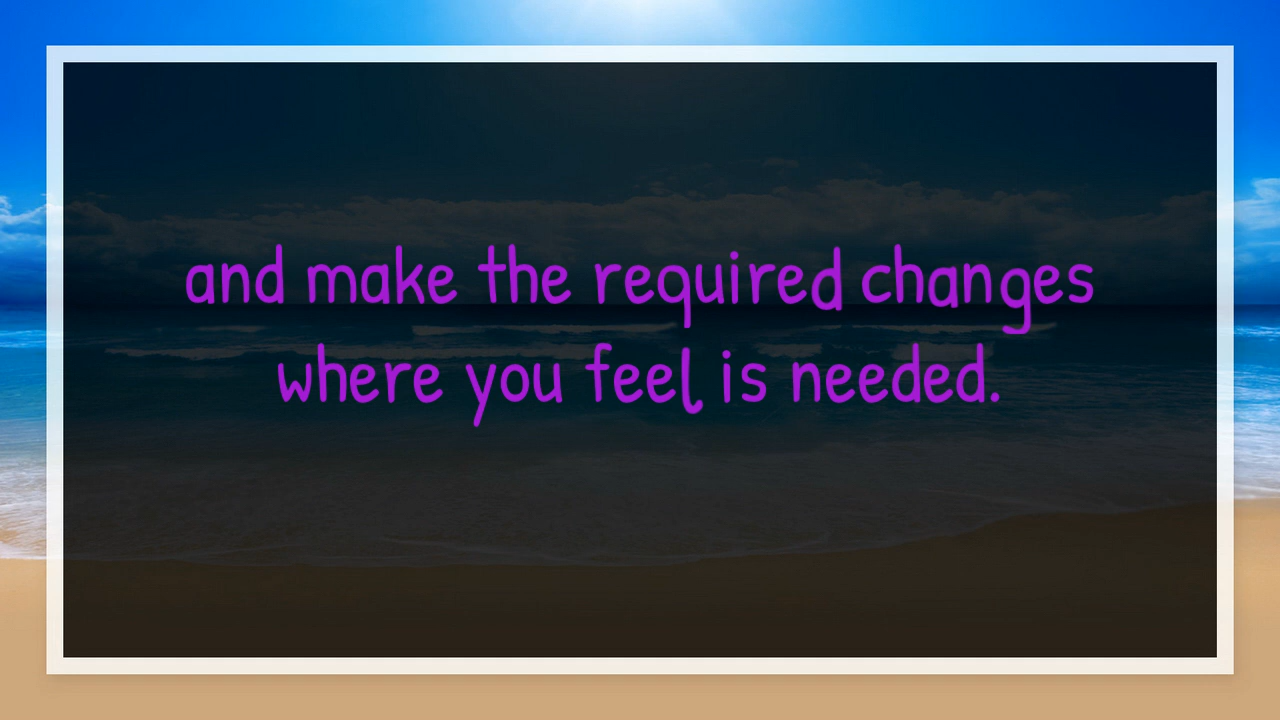 and make the required changes
where you feel is needed.